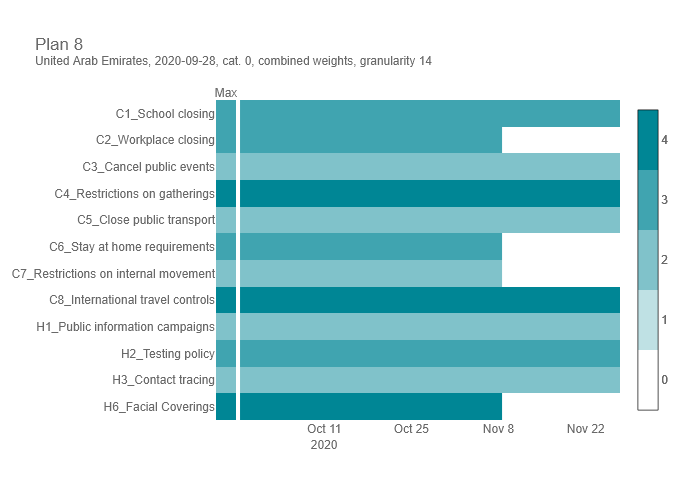 Plan 8
United Arab Emirates, 2020-09-28, cat. 0, combined weights, granularity 14
Max
C1_School closing
C2_Workplace closing
C3_Cancel public events
C4_Restrictions on gatherings
C5_Close public transport
C6_Stay at home requirements
C7_Restrictions on internal movement
C8_International travel controls
H1_Public information campaigns
H2_Testing policy
H3_Contact tracing
H6_Facial Coverings
Oct 11
2020
Oct 25
Nov 8
Nov 22
4
3
2
1
0